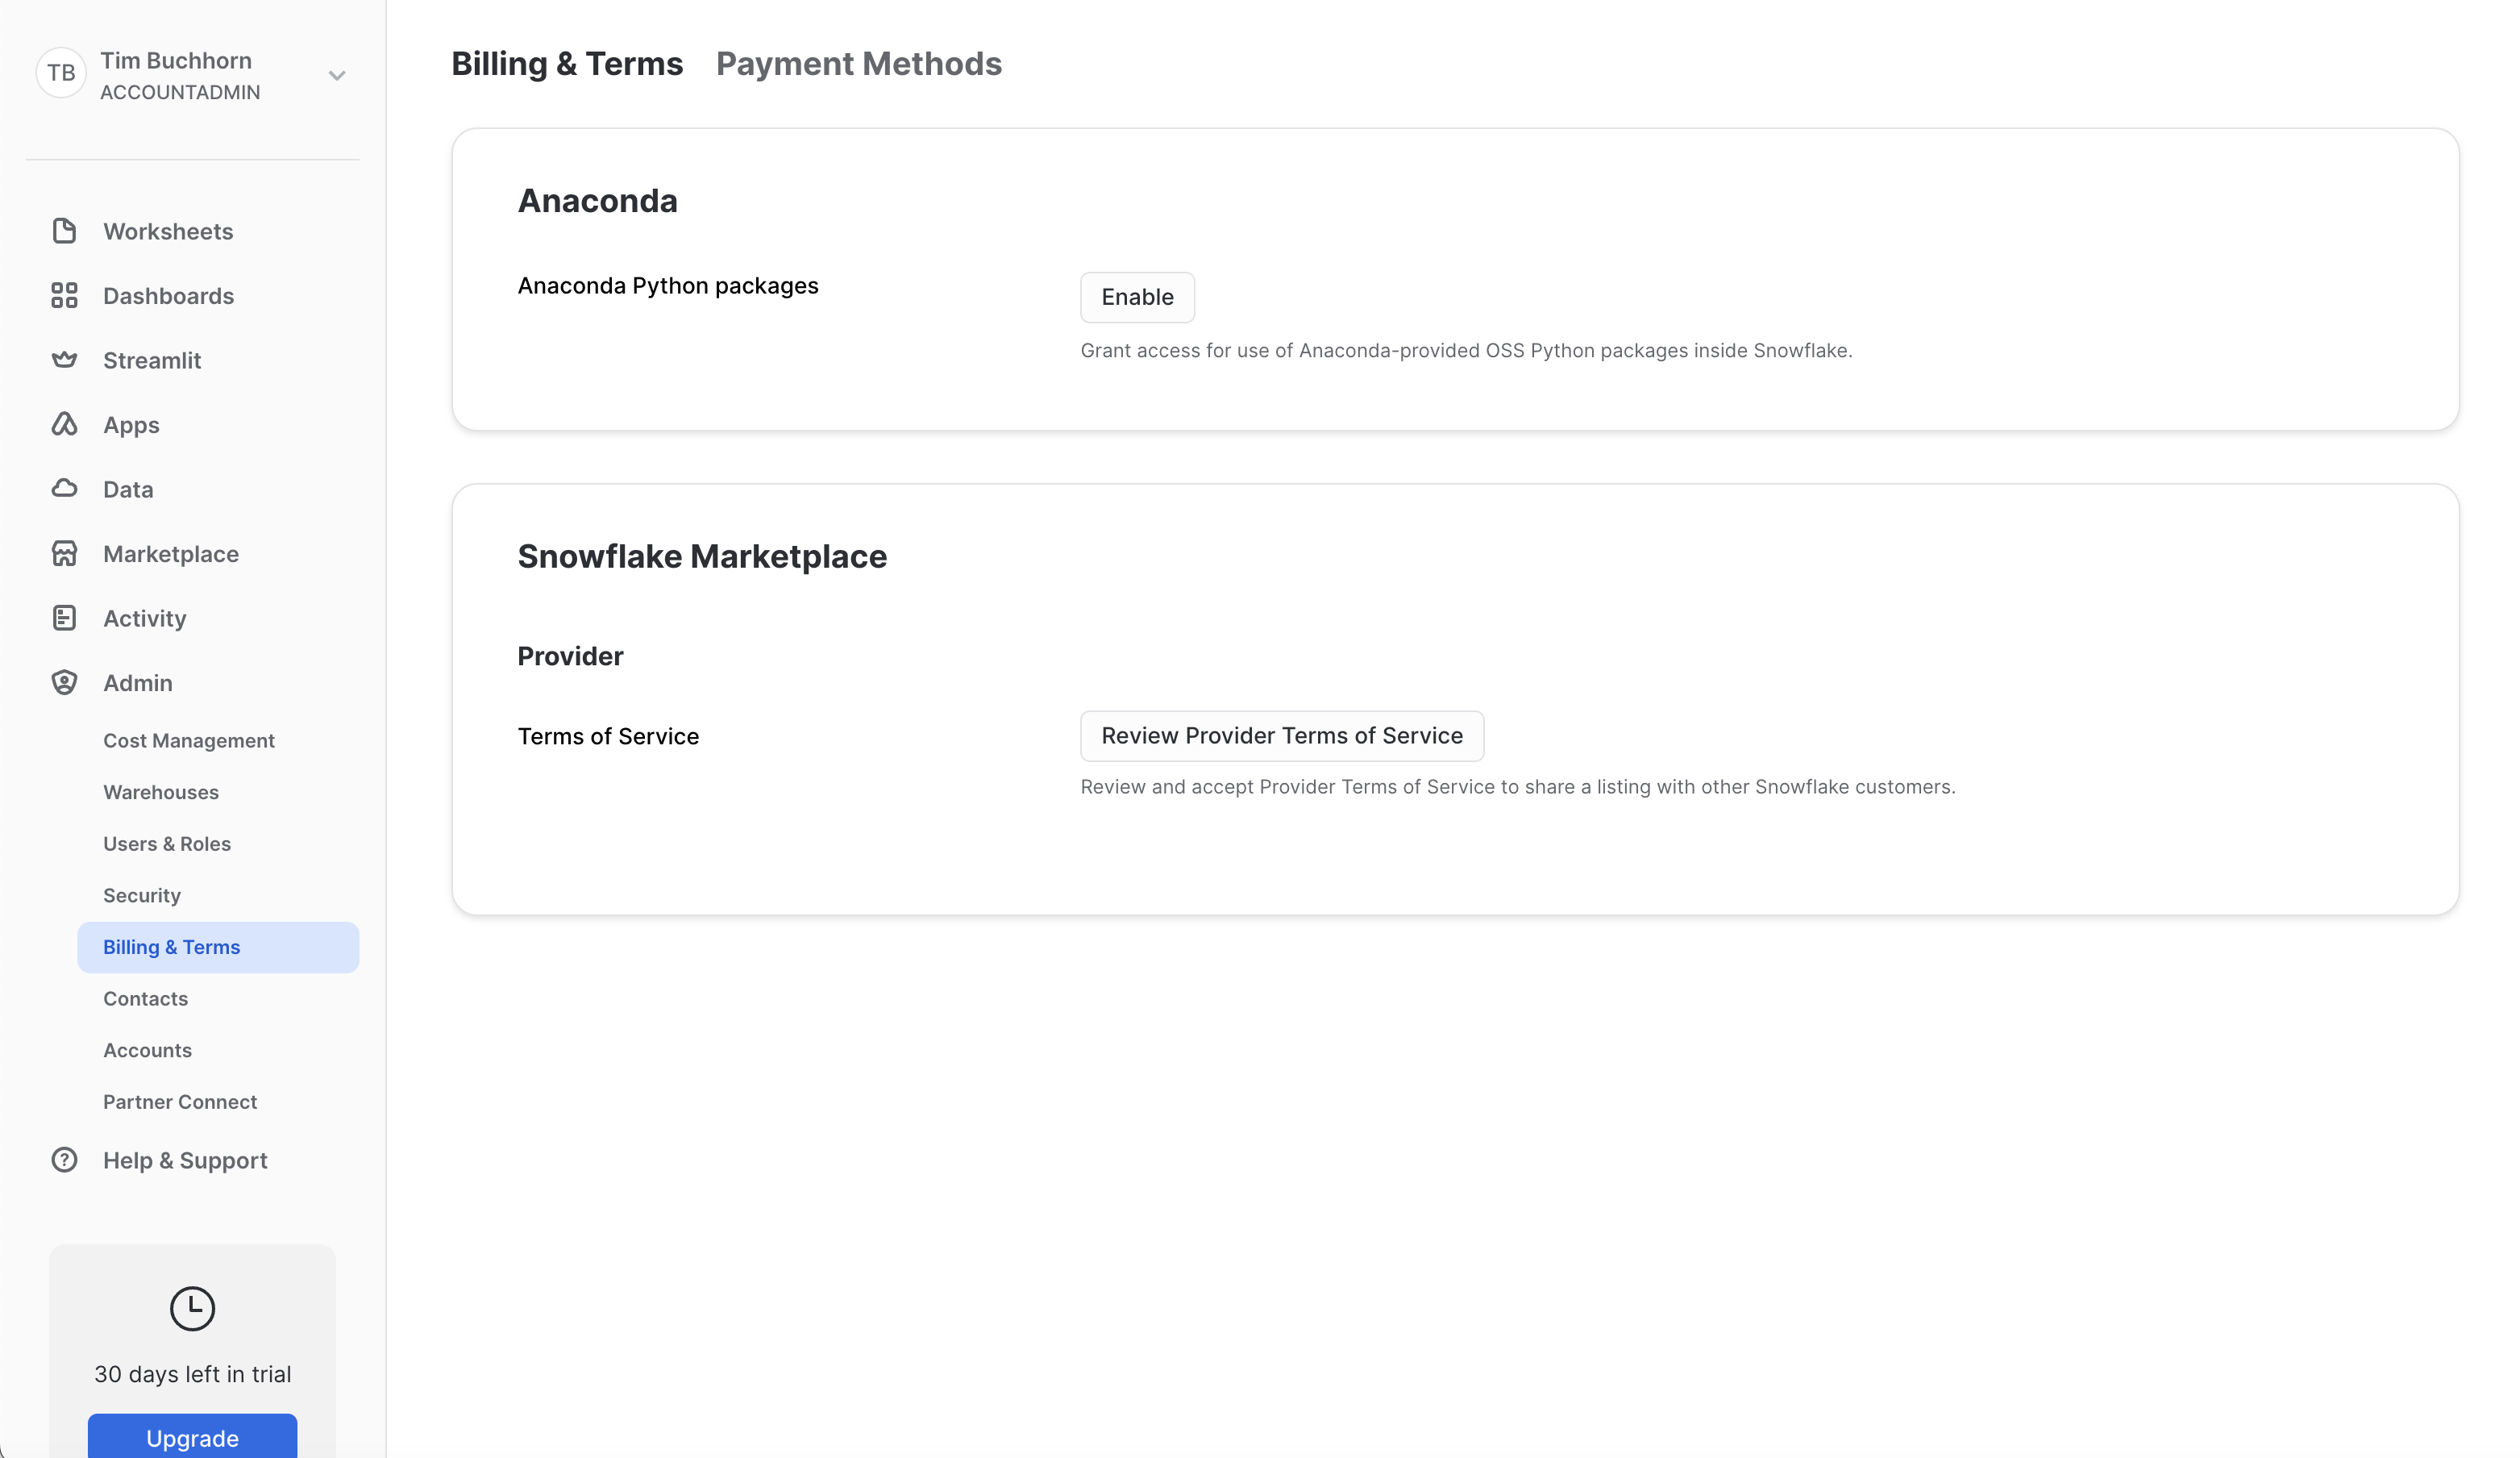 TB
Tim Buchhorn
ACCOUNTADMIN
Worksheets
Dashboards
Streamlit
Apps
Data
Marketplace
Activity
Admin
Cost Management
Warehouses
Users & Roles
Security
Billing & Terms
Contacts
Accounts
Partner Connect
Help & Support
30 days left in trial
Upgrade
Billing & Terms Payment Methods
Anaconda
Anaconda Python packages
Enable
Grant access for use of Anaconda-provided OSS Python packages inside Snowflake.
Snowflake Marketplace
Provider
Terms of Service
Review Provider Terms of Service
Review and accept Provider Terms of Service to share a listing with other Snowflake customers.